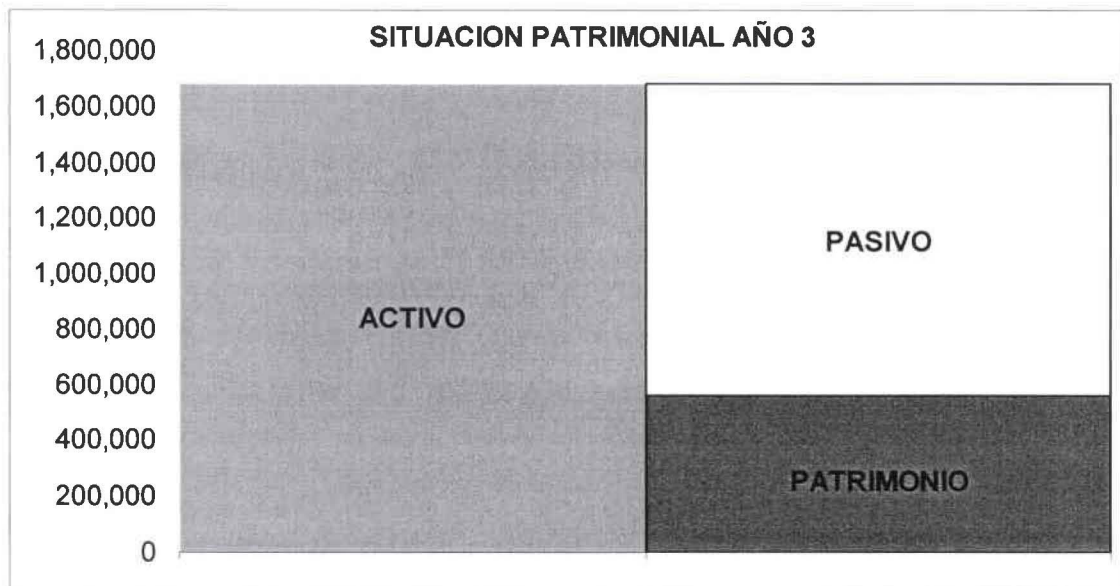 SITUACION PATRIMONIAL AÑO 3
1,800,000
1,600,000
1,400,000
1,200,000
1,000,000
800,000
600,000
400,000
200,000
0
ACTIVO
PASIVO
PATRIMONIO